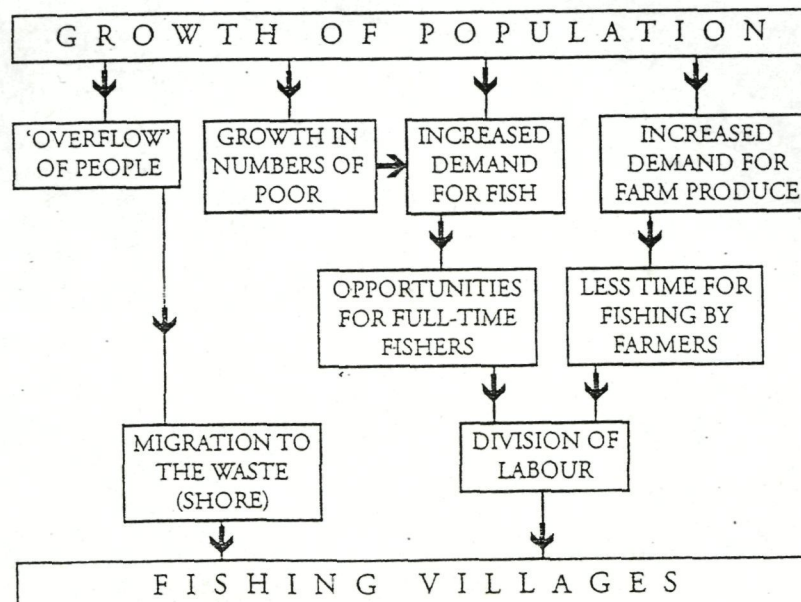 GROWTH OF POPULATION
'OVERFLOW'
OF PEOPLE
GROWTH IN
NUMBERS OF
POOR
INCREASED
DEMAND
FOR FISH
INCREASED
DEMAND FOR
FARM PRODUCE
OPPORTUNITIES
FOR FULL-TIME
FISHERS
LESS TIME FOR
FISHING BY
FARMERS
MIGRATION TO
THE WASTE
(SHORE)
DIVISION OF
LABOUR
FISHING VILLAGES